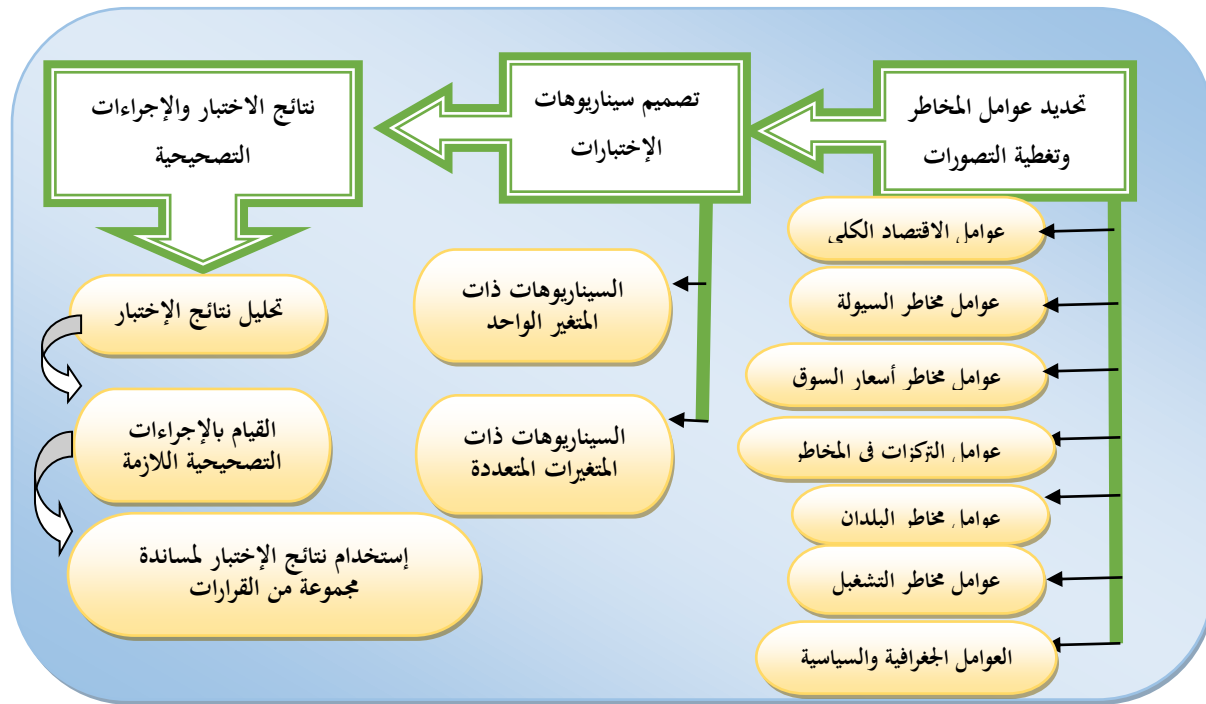 تحديد عوامل المخاطر
وتغطية التصورات
عوامل الاقتصاد الكلي
عوامل مخاطر السيولة
عوامل مخاطر أسعار السوق
عوامل التركزات في المخاطر
عوامل مخاطر البلدان
عوامل مخاطر التشغيل
العوامل الجغرافية والسياسية
تصميم سيناريوهات
الإختبارات
السيناريوهات ذات
المتغير الواحد
السيناريوهات ذات
المتغيرات المتعددة
نتائج الاختبار والإجراءات
التصحيحية
تحليل نتائج الإختبار
القيام بالإجراءات
التصحيحية اللازمة
إستخدام نتائج الإختبار لمساندة
مجموعة من القرارات